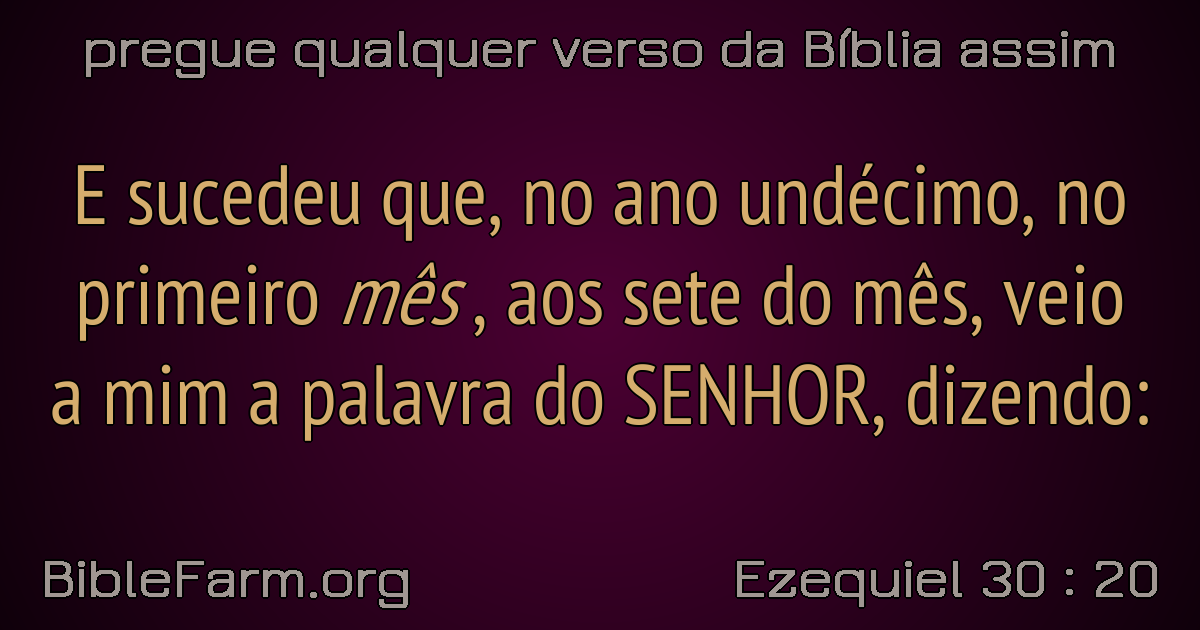 pregue qualquer verso da Bíblia assim
E sucedeu que, no ano undécimo, no
primeiro mês , aos sete do mês, veio
a mim a palavra do SENHOR, dizendo:
BibleFarm.org
Ezequiel 30 : 20